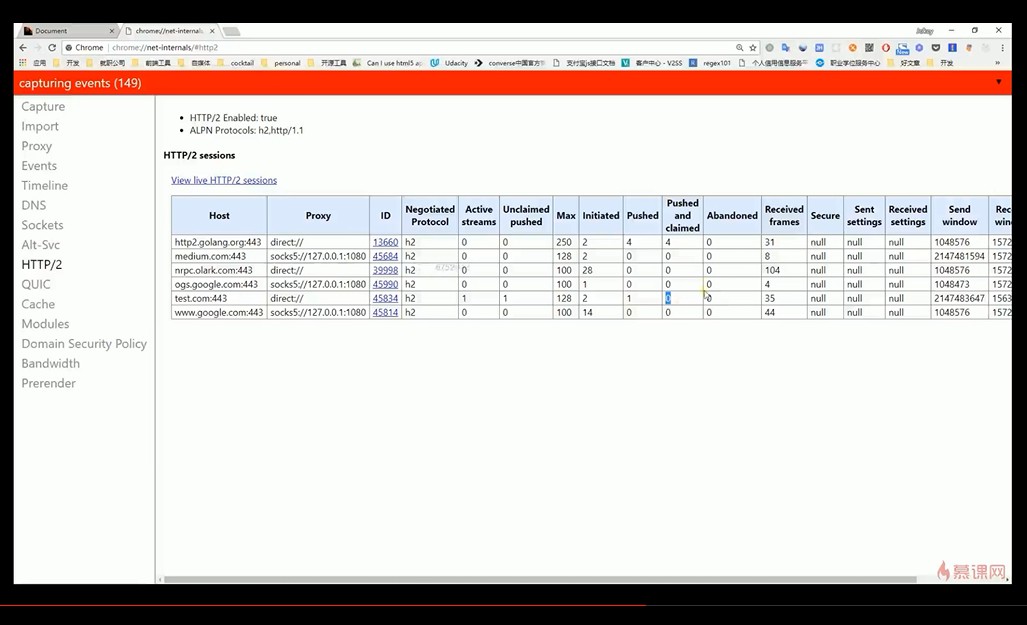 Document
chrome://net-internals
Chrome | chrome://net-internals/#http2
应用 开发 前端工具 自媒体 cocktail personal 开源工具 Can I use html5 Udacity converse中国官方 支付宝js接口文档 客户中心 - V2SS regex101 个人信用信息服务平 职业学位服务中心 好文章 开发
capturing events (149)
Capture
Import
Proxy
Events
Timeline
DNS
Sockets
Alt-Svc
HTTP/2
QUIC
Cache
Modules
Domain Security Policy
Bandwidth
Prerender
HTTP/2 Enabled: true
ALPN Protocols: h2,http/1.1
HTTP/2 sessions
View live HTTP/2 sessions
Host Proxy ID Negotiated Protocol Active streams Unclaimed pushed Max Initiated Pushed Pushed and claimed Abandoned Received frames Secure Sent settings Received settings Send window Rec win
http2.golang.org:443 direct:// 13660 h2 0 0 250 2 4 4 0 31 null null null 1048576 1572
medium.com:443 socks5://127.0.0.1:1080 45684 h2 0 0 128 2 0 0 0 8 null null null 2147481594 1572
nrpc.olark.com:443 direct:// 39998 h2 0 0 100 28 0 0 0 104 null null null 1048576 1572
ogs.google.com:443 socks5://127.0.0.1:1080 45990 h2 0 0 100 1 0 0 0 4 null null null 1048473 1572
test.com:443 direct:// 45834 h2 1 1 128 2 1 0 0 35 null null null 2147483647 1563
www.google.com:443 socks5://127.0.0.1:1080 45814 h2 0 0 100 14 0 0 0 44 null null null 1048576 1572
慕课网